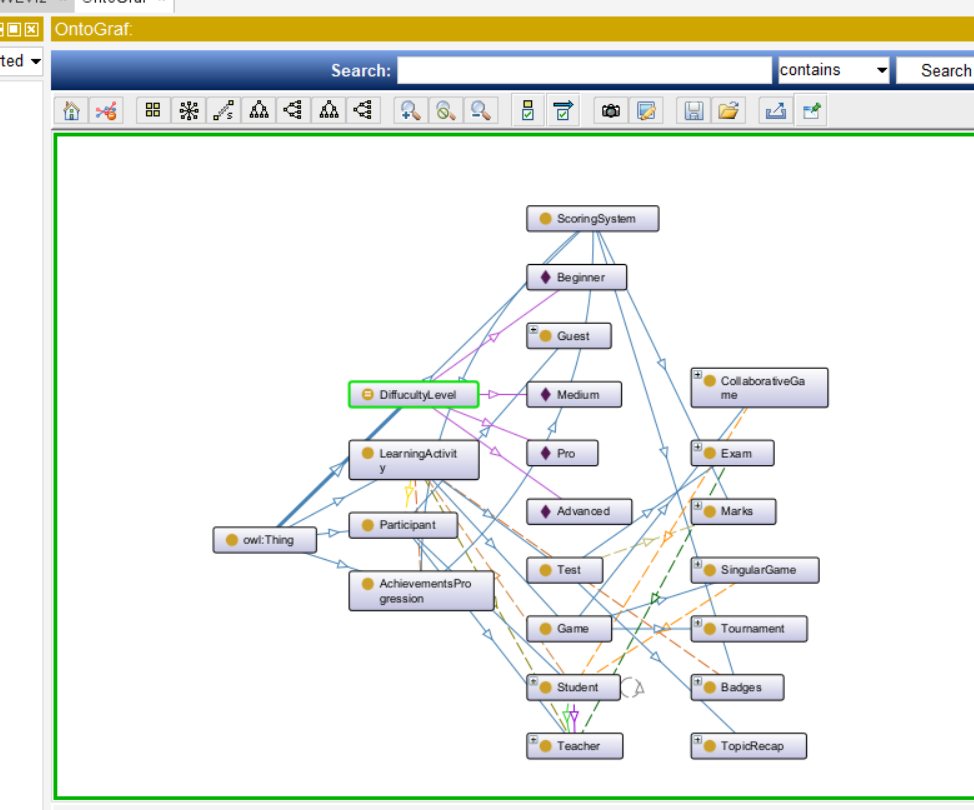 OntoGraf:
ted
Search:
contains
Search
ScoringSystem
Beginner
Guest
DiffucultyLevel
Medium
CollaborativeGa
me
LearningActivit
y
Pro
Exam
Advanced
Marks
Participant
owl:Thing
AchievementsPro
gression
Test
SingularGame
Game
Tournament
Student
Badges
Teacher
TopicRecap